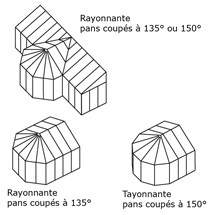 Rayonnante
pans coupés à 135° ou 150°
Rayonnante
pans coupés à 135°
Tayonnante
pans coupés à 150°